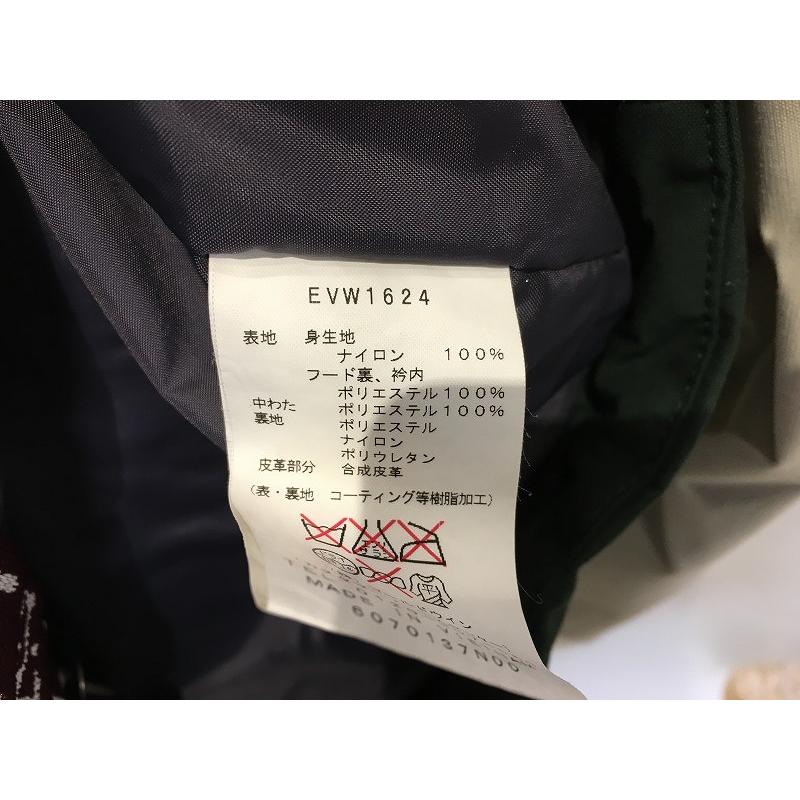 EVW1624
表地 身生地
ナイロン 100%
フード裏、衿内
ポリエステル100%
中わた ポリエステル100%
裏地 ポリエステル
ナイロン
ポリウレタン
皮革部分 合成皮革
(表・裏地 コーティング等樹脂加工)
MADE IN
6070137N00